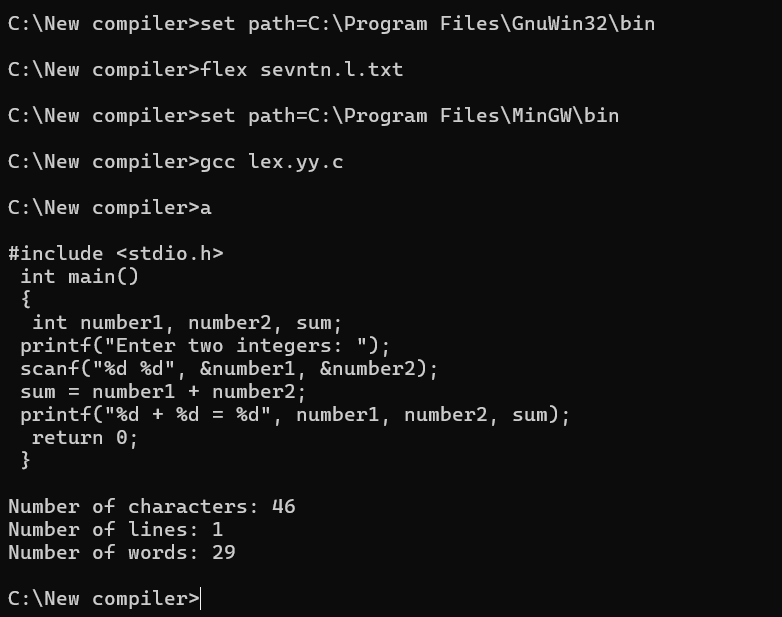 C:\New compiler>set path=C:\Program Files\GnuWin32\bin
C:\New compiler>flex sevntn.l.txt
C:\New compiler>set path=C:\Program Files\MinGW\bin
C:\New compiler>gcc lex.yy.c
C:\New compiler>a
#include <stdio.h>
 int main()
 {
  int number1, number2, sum;
 printf("Enter two integers: ");
 scanf("%d %d", &number1, &number2);
 sum = number1 + number2;
 printf("%d + %d = %d", number1, number2, sum);
  return 0;
 }
Number of characters: 46
Number of lines: 1
Number of words: 29
C:\New compiler>